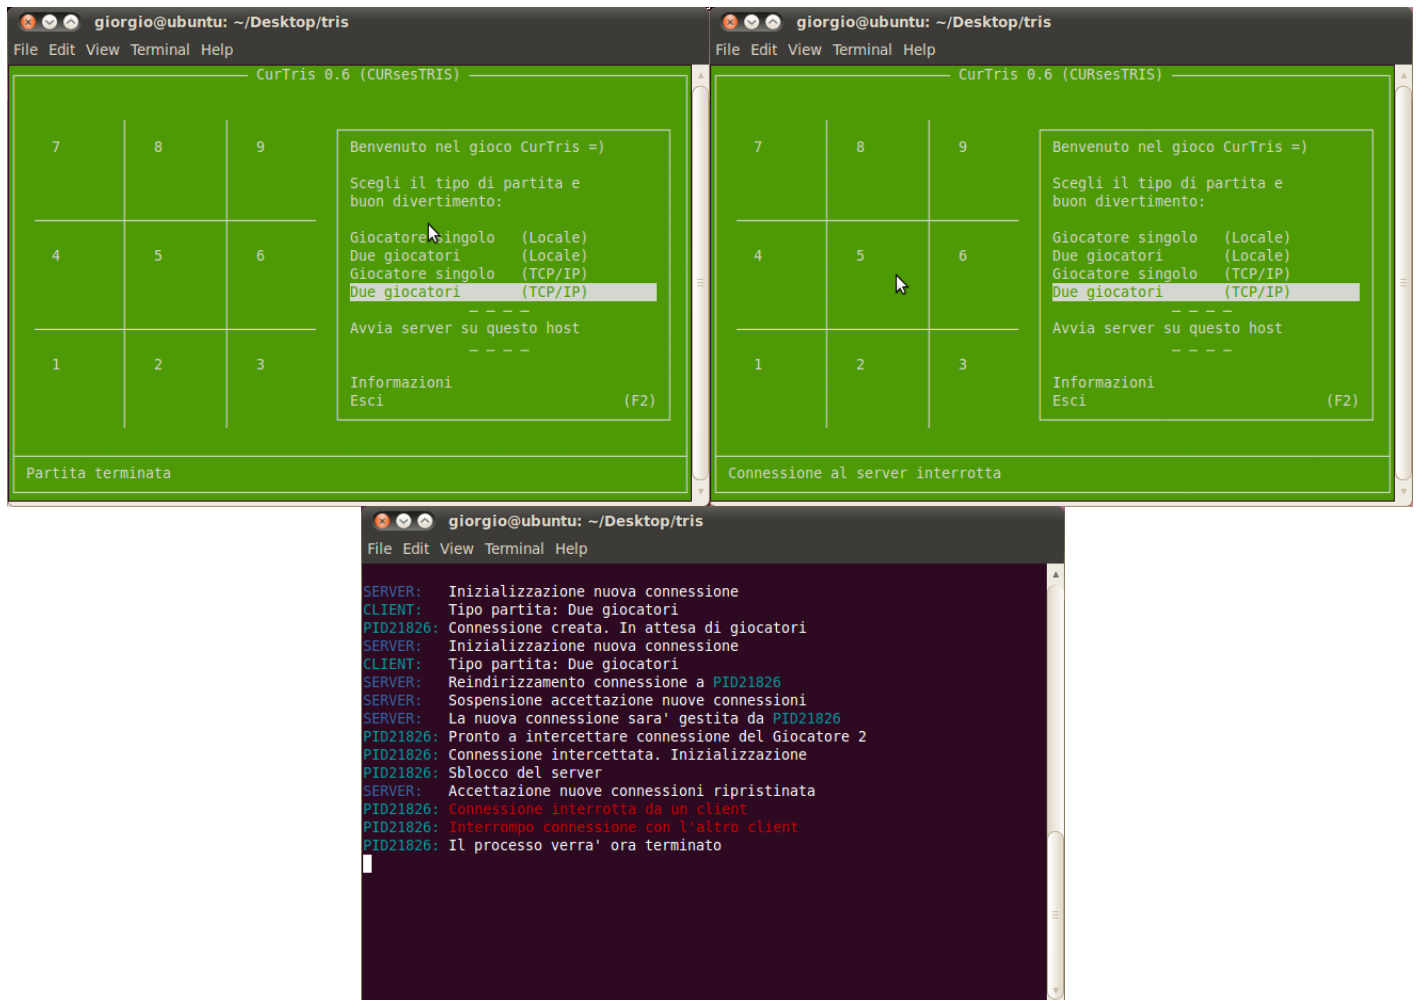 giorgio@ubuntu: ~/Desktop/tris
File Edit View Terminal Help
CurTris 0.6 (CURsesTRIS)
7 8 9
4 5 6
1 2 3
Benvenuto nel gioco CurTris =)
Scegli il tipo di partita e
buon divertimento:
Giocatore singolo (Locale)
Due giocatori (Locale)
Giocatore singolo (TCP/IP)
Due giocatori (TCP/IP)
_ _ _ _
Avvia server su questo host
_ _ _ _
Informazioni
Esci (F2)
Partita terminata
giorgio@ubuntu: ~/Desktop/tris
File Edit View Terminal Help
CurTris 0.6 (CURsesTRIS)
7 8 9
4 5 6
1 2 3
Benvenuto nel gioco CurTris =)
Scegli il tipo di partita e
buon divertimento:
Giocatore singolo (Locale)
Due giocatori (Locale)
Giocatore singolo (TCP/IP)
Due giocatori (TCP/IP)
_ _ _ _
Avvia server su questo host
_ _ _ _
Informazioni
Esci (F2)
Connessione al server interrotta
giorgio@ubuntu: ~/Desktop/tris
File Edit View Terminal Help
SERVER: Inizializzazione nuova connessione
CLIENT: Tipo partita: Due giocatori
PID21826: Connessione creata. In attesa di giocatori
SERVER: Inizializzazione nuova connessione
CLIENT: Tipo partita: Due giocatori
SERVER: Reindirizzamento connessione a PID21826
SERVER: Sospensione accettazione nuove connessioni
SERVER: La nuova connessione sara' gestita da PID21826
PID21826: Pronto a intercettare connessione del Giocatore 2
PID21826: Connessione intercettata. Inizializzazione
PID21826: Sblocco del server
SERVER: Accettazione nuove connessioni ripristinata
PID21826: Connessione interrotta da un client
PID21826: Interrompo connessione con l'altro client
PID21826: Il processo verra' ora terminato